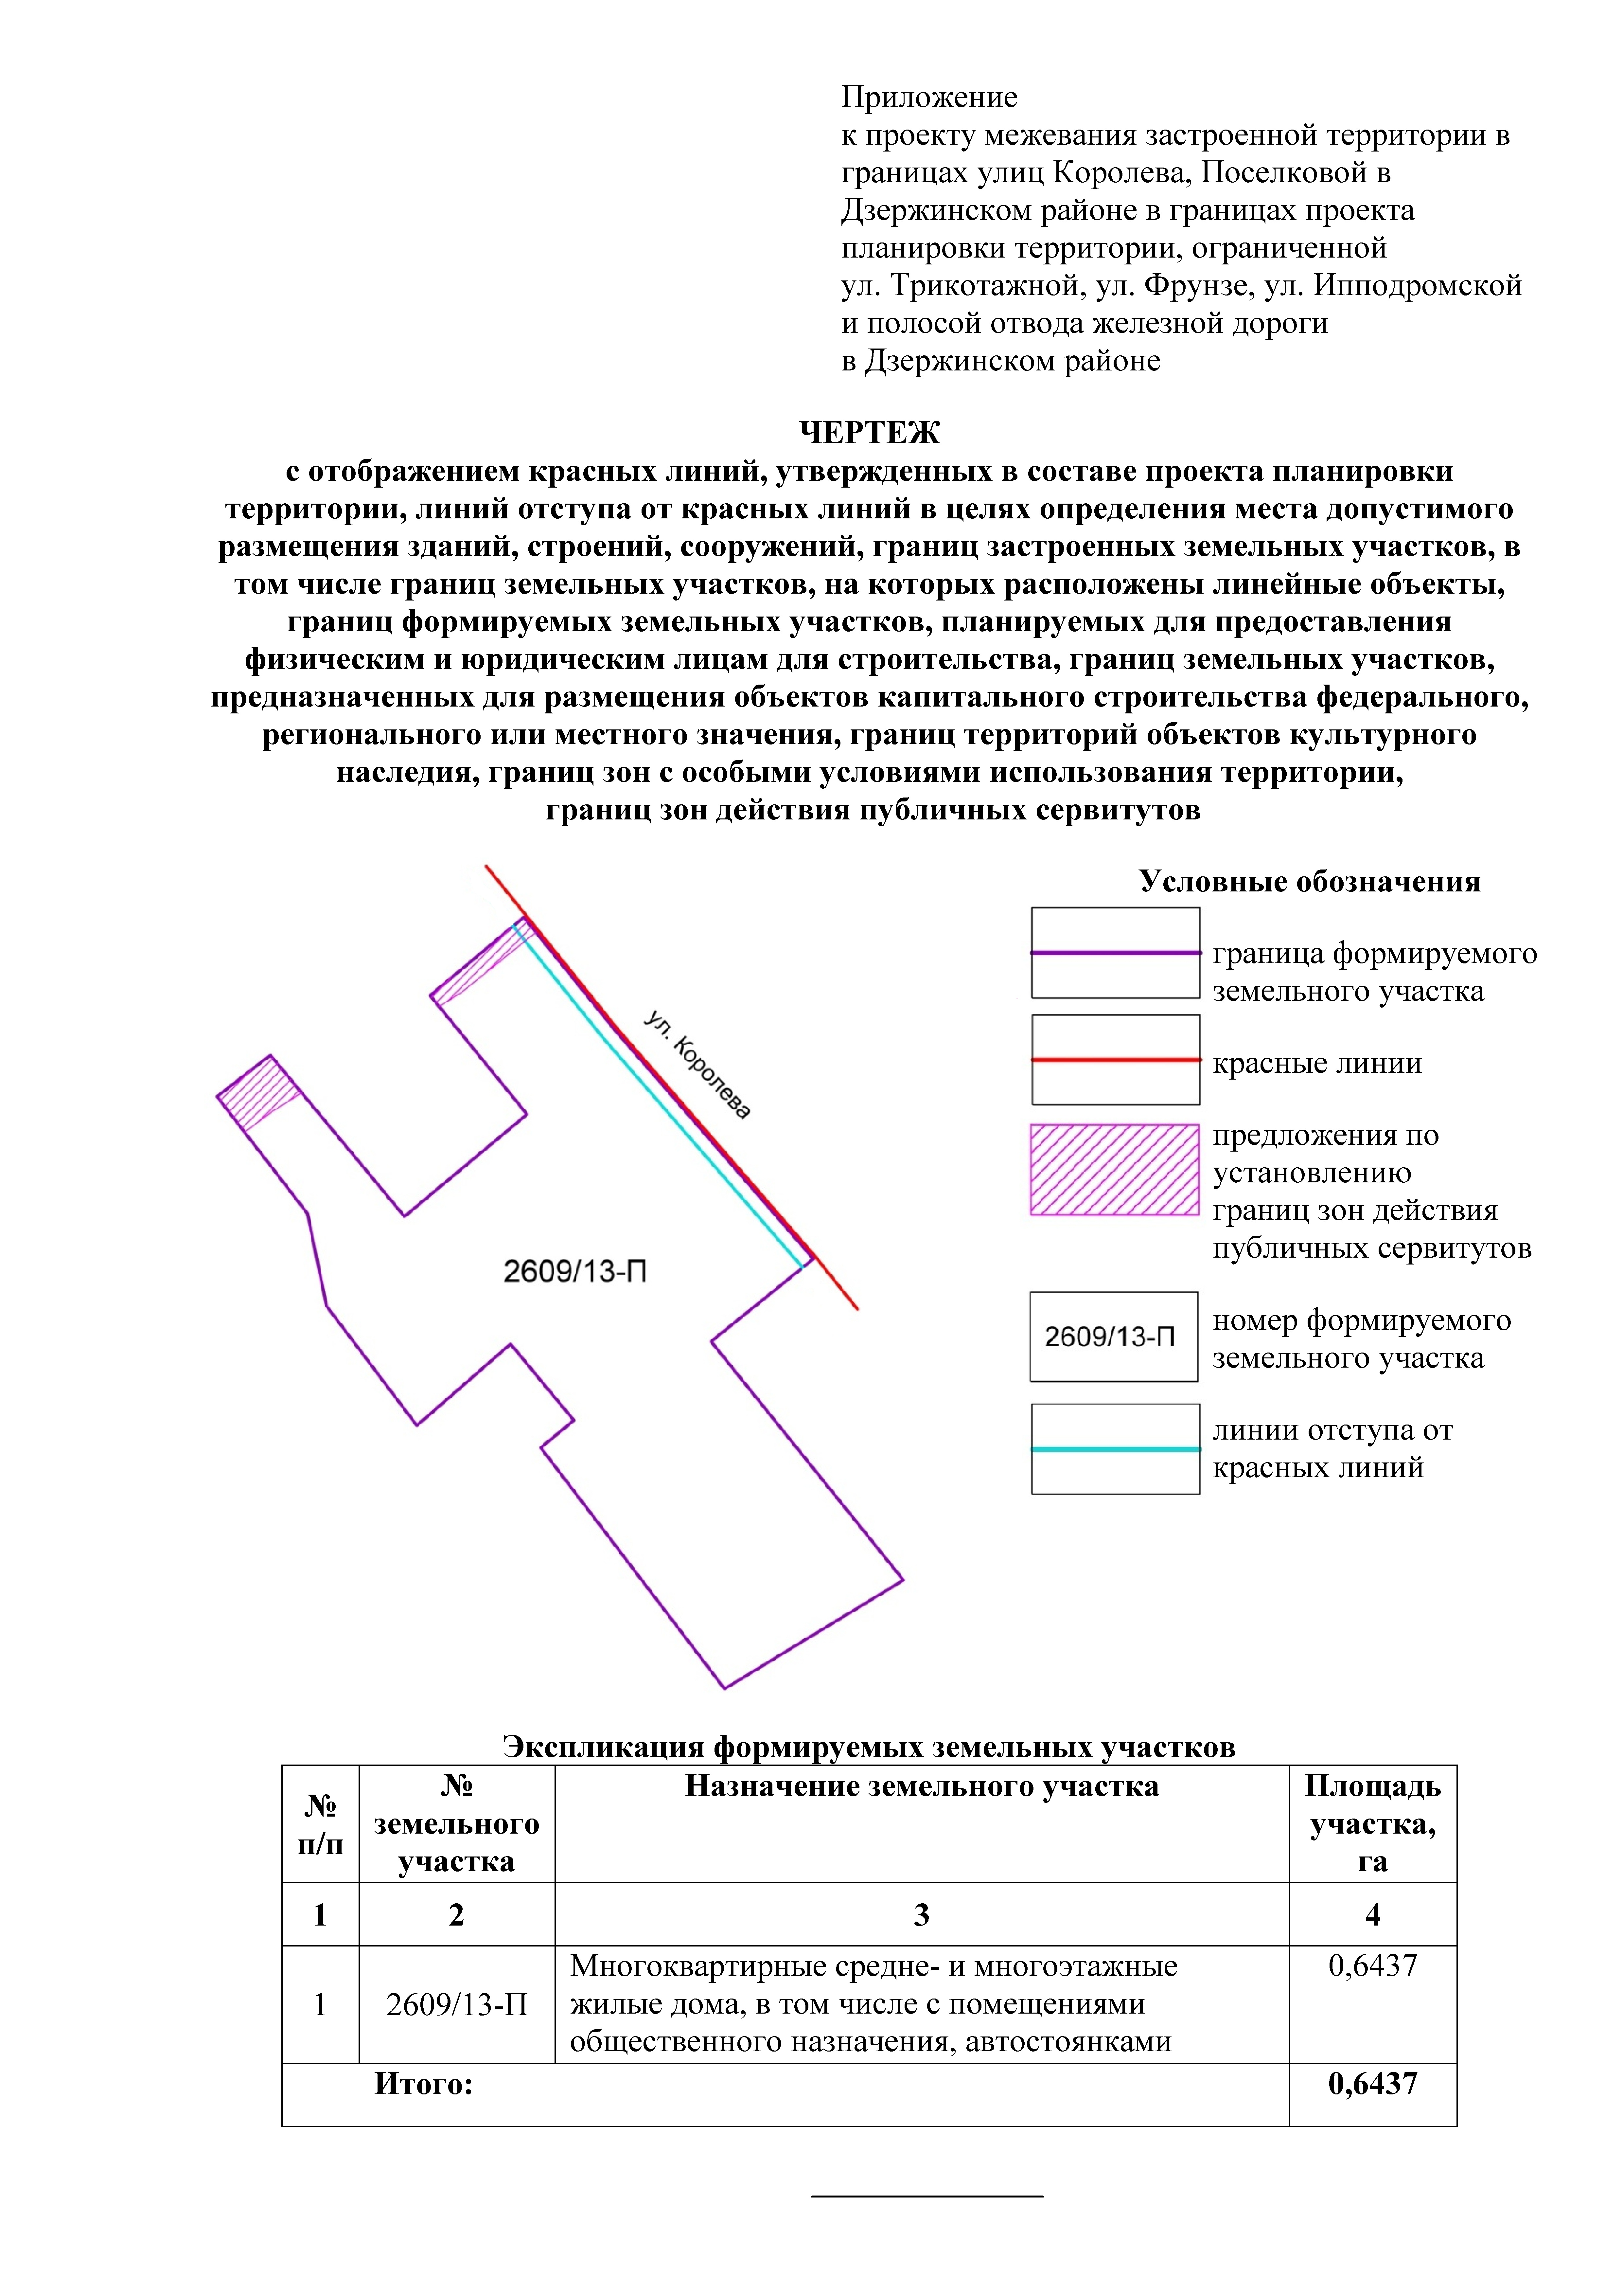 Приложение
к проекту межевания застроенной территории в
границах улиц Королева, Поселковой в
Дзержинском районе в границах проекта
планировки территории, ограниченной
ул. Трикотажной, ул. Фрунзе, ул. Ипподромской
и полосой отвода железной дороги
в Дзержинском районе
ЧЕРТЕЖ
с отображением красных линий, утвержденных в составе проекта планировки
территории, линий отступа от красных линий в целях определения места допустимого
размещения зданий, строений, сооружений, границ застроенных земельных участков, в
том числе границ земельных участков, на которых расположены линейные объекты,
границ формируемых земельных участков, планируемых для предоставления
физическим и юридическим лицам для строительства, границ земельных участков,
предназначенных для размещения объектов капитального строительства федерального,
регионального или местного значения, границ территорий объектов культурного
наследия, границ зон с особыми условиями использования территории,
границ зон действия публичных сервитутов
ул. Королева
2609/13-П
Условные обозначения
граница формируемого
земельного участка
красные линии
предложения по
установлению
границ зон действия
публичных сервитутов
2609/13-П
номер формируемого
земельного участка
линии отступа от
красных линий
Экспликация формируемых земельных участков
№
п/п
№
земельного
участка
Назначение земельного участка
Площадь
участка,
га
1 2 3 4
1
2609/13-П
Многоквартирные средне- и многоэтажные
жилые дома, в том числе с помещениями
общественного назначения, автостоянками
0,6437
Итого: 0,6437